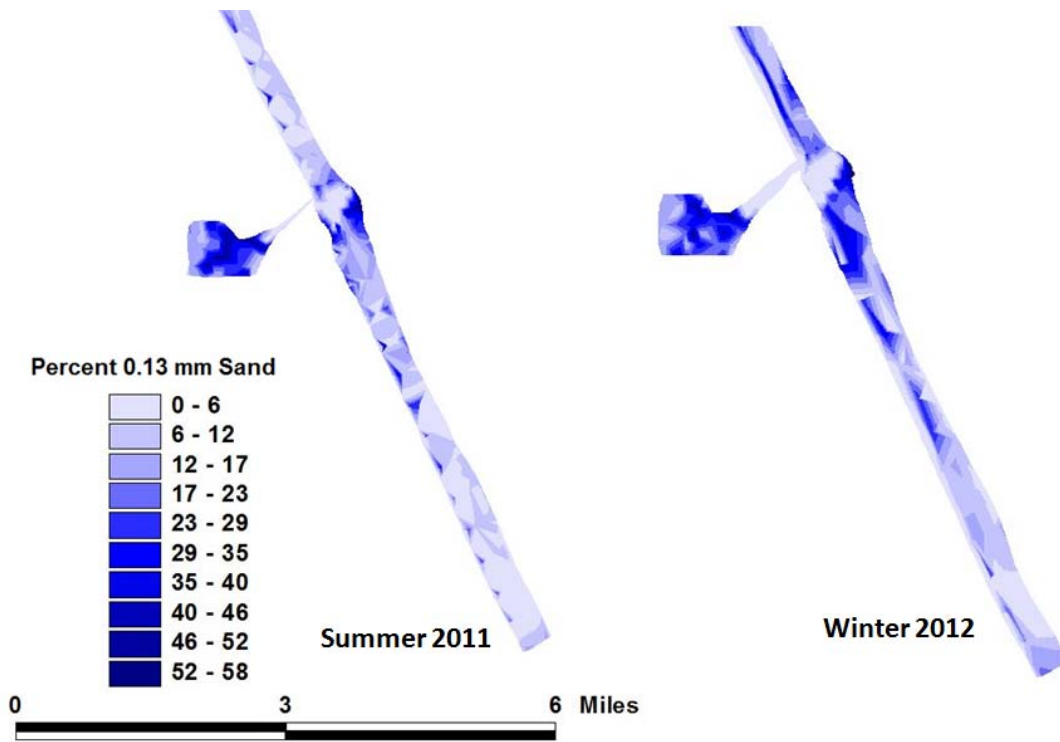 Percent 0.13 mm Sand
0 - 6
6 - 12
12 - 17
17 - 23
23 - 29
29 - 35
35 - 40
40 - 46
46 - 52
52 - 58
Summer 2011
Winter 2012
0 3 6 Miles